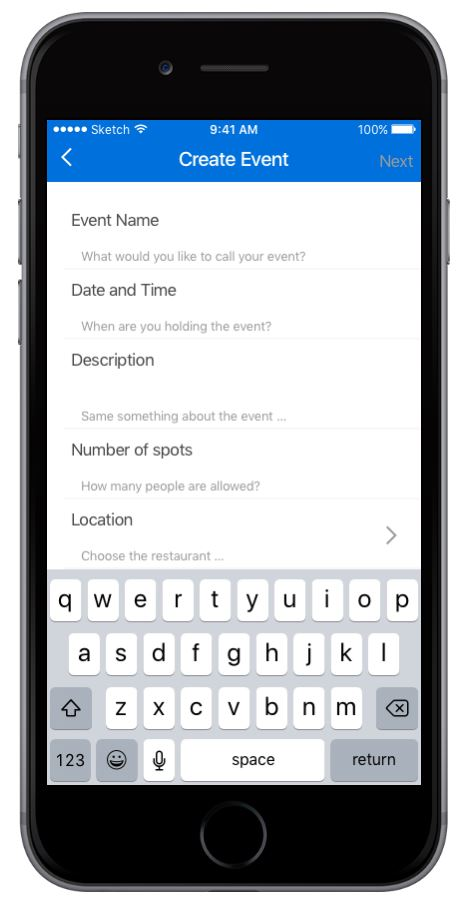 Sketch 9:41 AM 100%
Create Event Next
Event Name
What would you like to call your event?
Date and Time
When are you holding the event?
Description
Same something about the event ...
Number of spots
How many people are allowed?
Location
Choose the restaurant ...
q w e r t y u i o p
a s d f g h j k l
z x c v b n m
123 space return